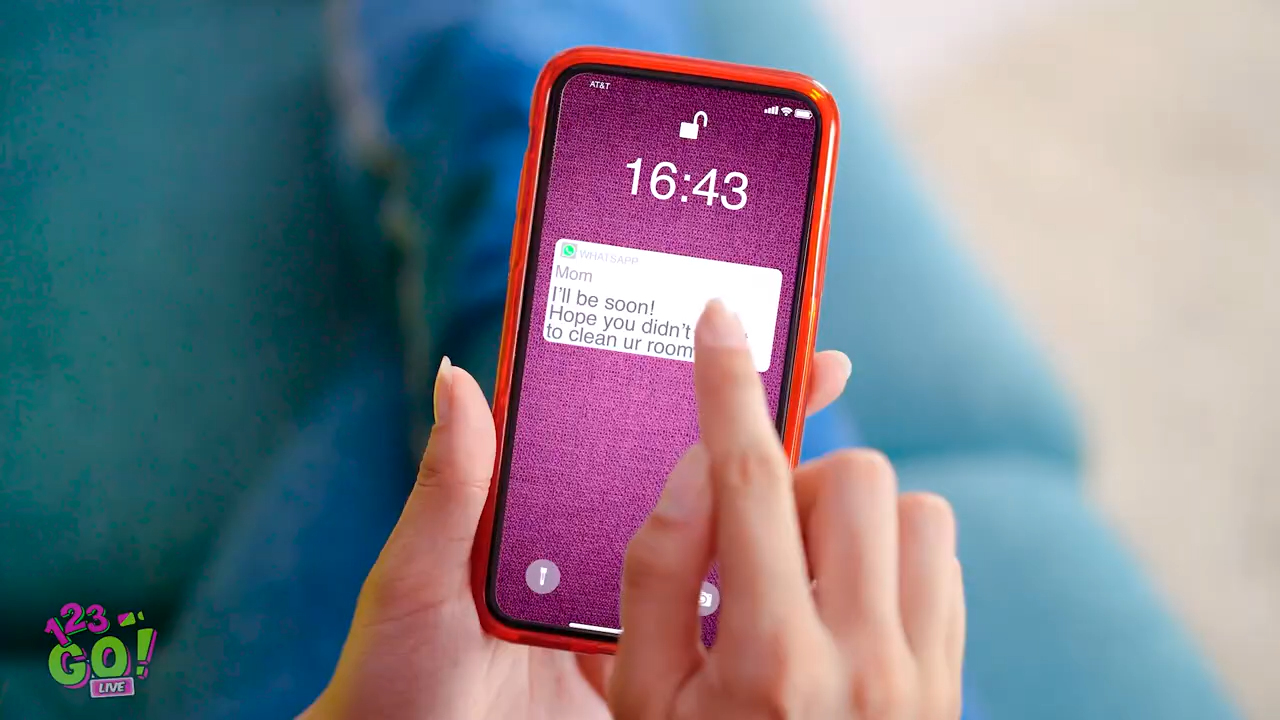 AT&T
16:43
WHATSAPP
Mom
I'll be soon!
Hope you didn't
to clean ur room
123
GO!
LIVE